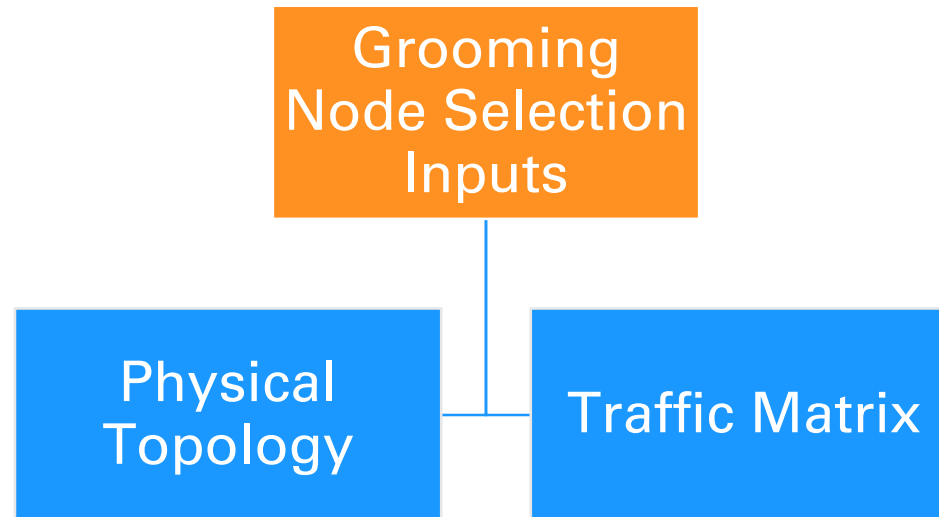 Grooming
Node Selection
Inputs
Physical
Topology
Traffic Matrix